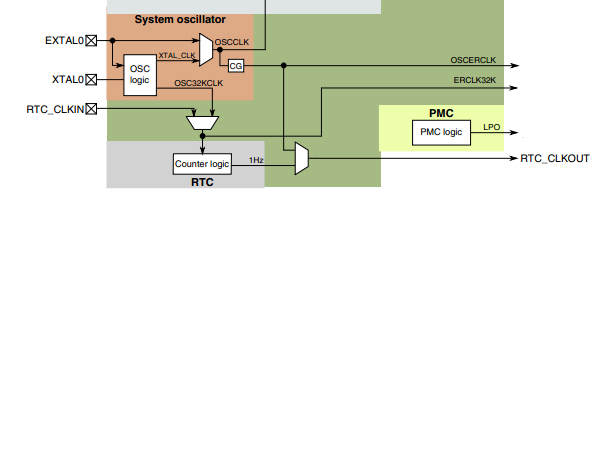 System oscillator
EXTAL0
OSCCLK
XTAL_CLK
OSC logic
CG
OSCERCLK
XTAL0
OSC32KCLK
ERCLK32K
RTC_CLKIN
PMC
PMC logic
LPO
Counter logic
1Hz
RTC_CLKOUT
RTC